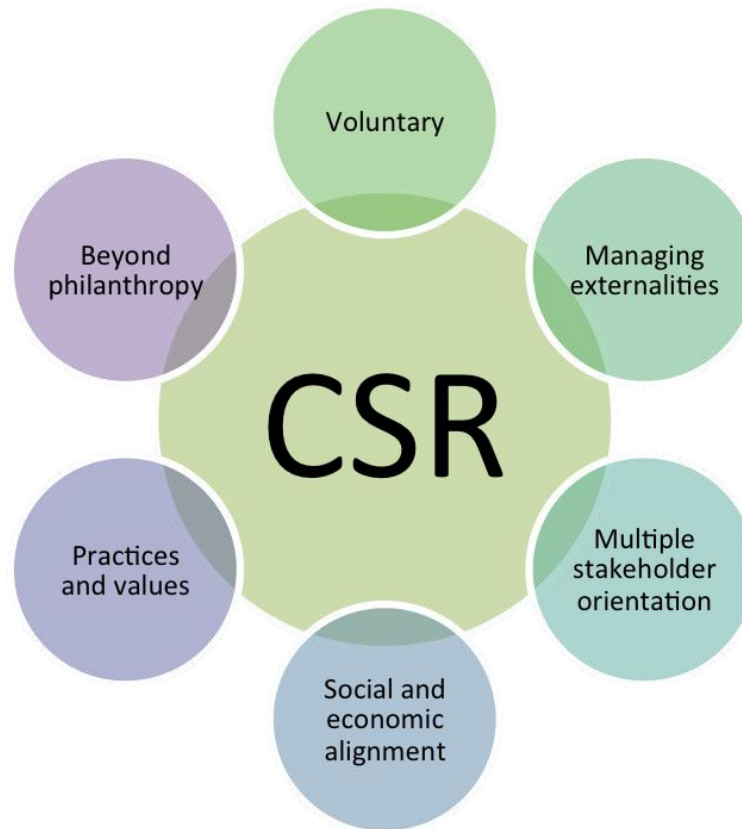 Voluntary
Managing
externalities
Multiple
stakeholder
orientation
Social and
economic
alignment
Practices
and values
Beyond
philanthropy
CSR